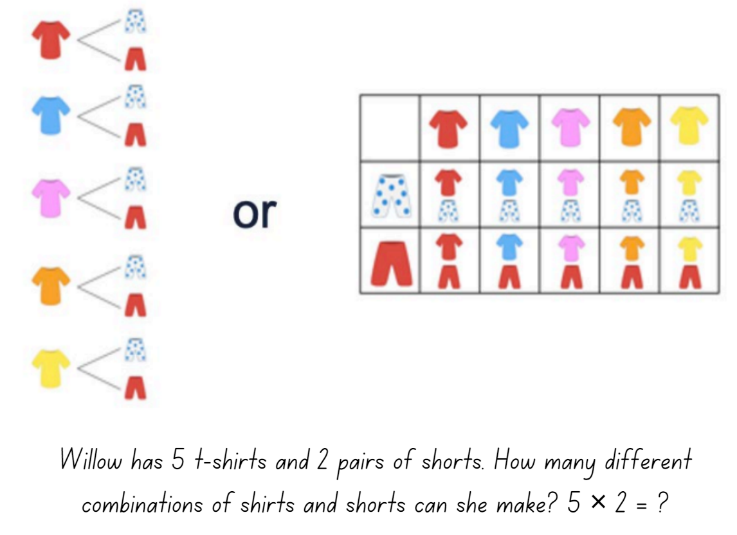 or
Willow has 5 t-shirts and 2 pairs of shorts. How many different
combinations of shirts and shorts can she make? 5 × 2 = ?